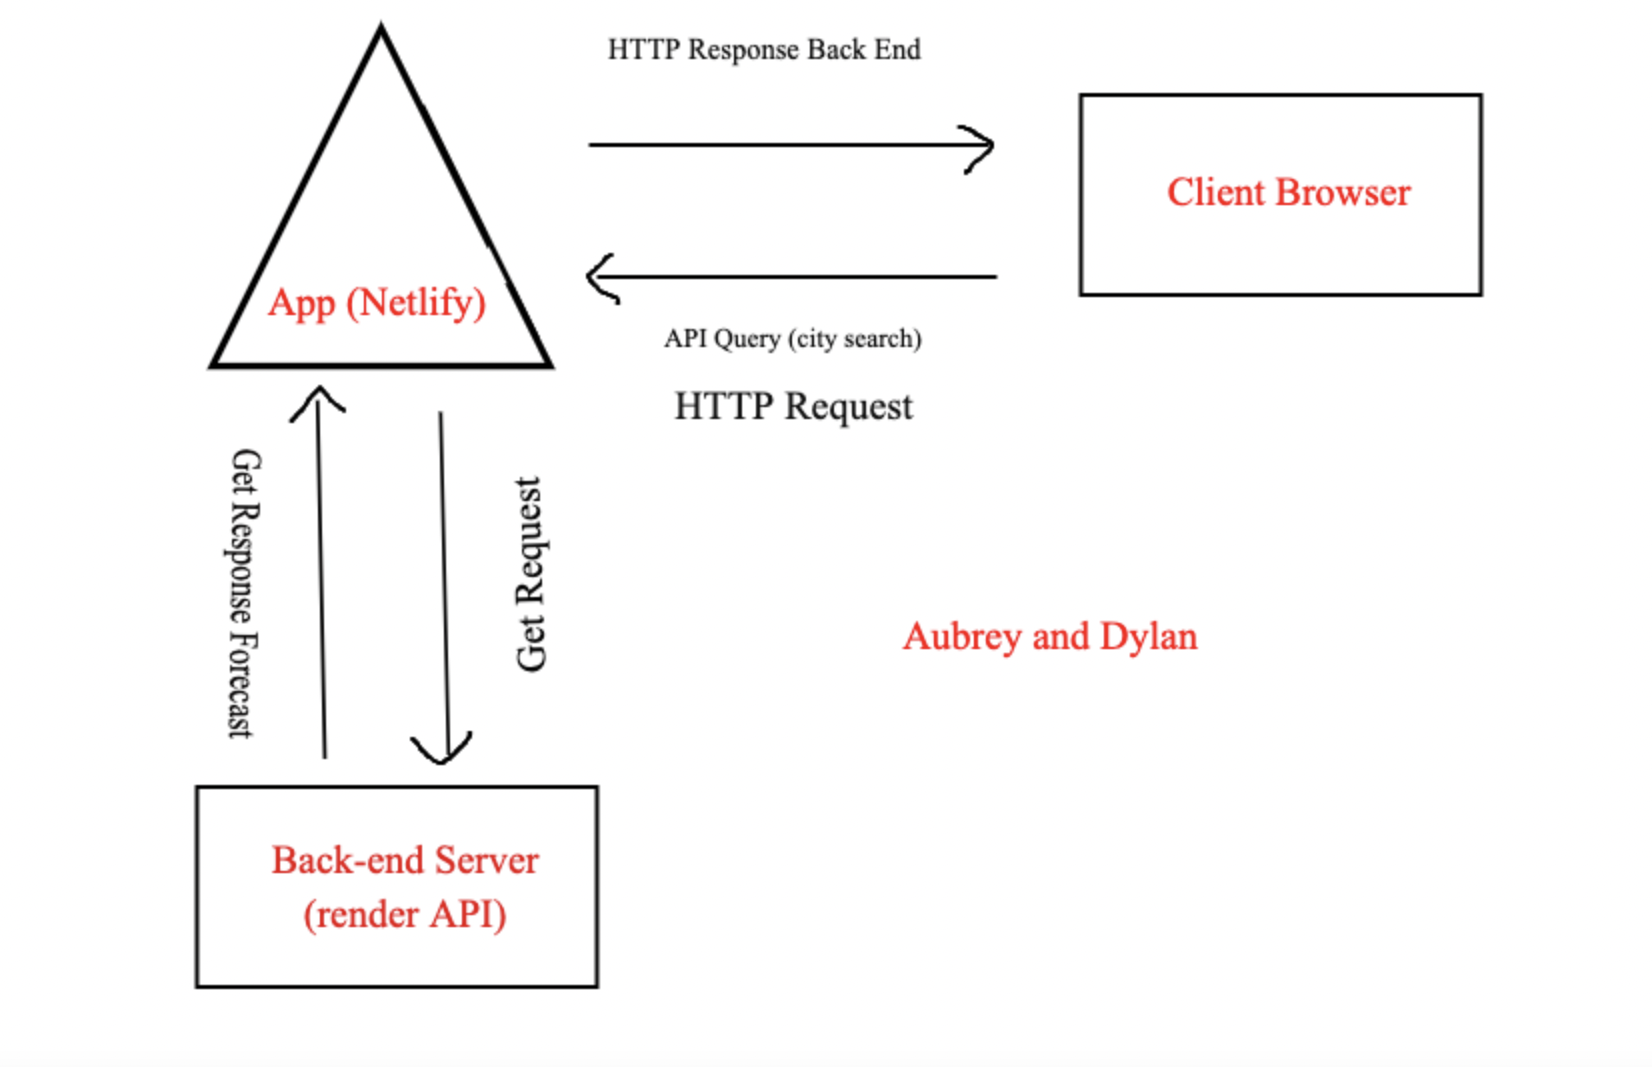 HTTP Response Back End
Client Browser
App (Netlify)
API Query (city search)
HTTP Request
Get Response Forecast
Get Request
Aubrey and Dylan
Back-end Server
(render API)